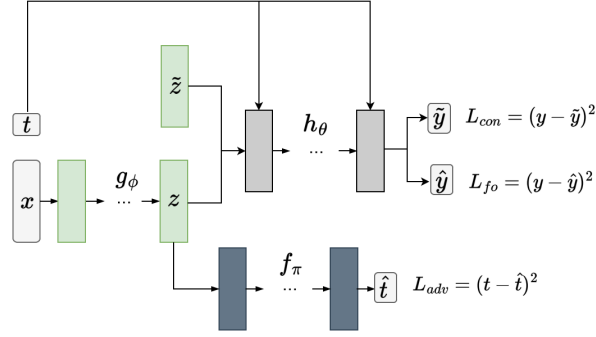 z̃
t
h_θ
...
ỹ
L_con = (y − ỹ)²
x
g_ϕ
...
z
ŷ
L_fo = (y − ŷ)²
f_π
...
t̂
L_adv = (t − t̂)²